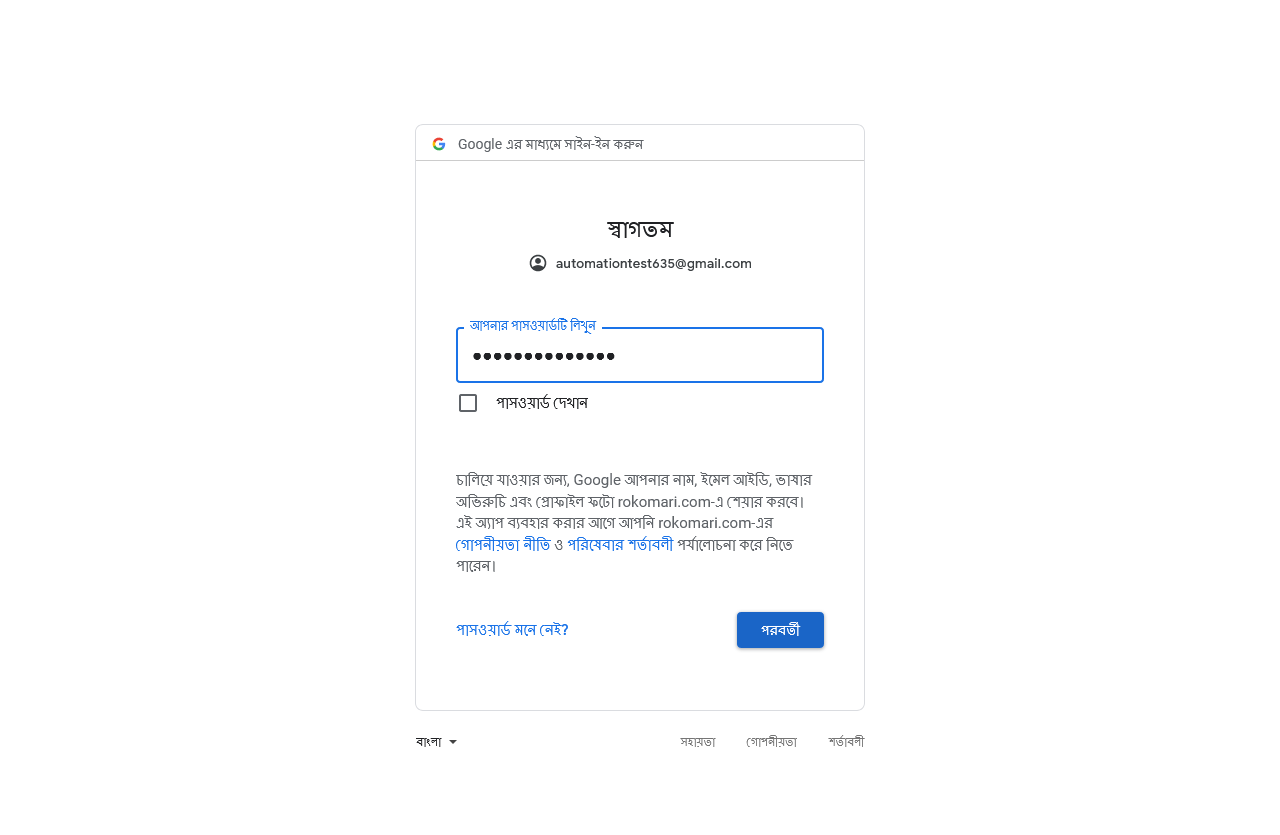 Google এর মাধ্যমে সাইন-ইন করুন
স্বাগতম
automationtest635@gmail.com
আপনার পাসওয়ার্ডটি লিখুন
পাসওয়ার্ড দেখান
চালিয়ে যাওয়ার জন্য, Google আপনার নাম, ইমেল আইডি, ভাষার
অভিরুচি এবং প্রোফাইল ফটো rokomari.com-এ শেয়ার করবে।
এই অ্যাপ ব্যবহার করার আগে আপনি rokomari.com-এর
গোপনীয়তা নীতি ও পরিষেবার শর্তাবলী পর্যালোচনা করে নিতে
পারেন।
পাসওয়ার্ড মনে নেই? পরবর্তী
বাংলা সহায়তা গোপনীয়তা শর্তাবলী